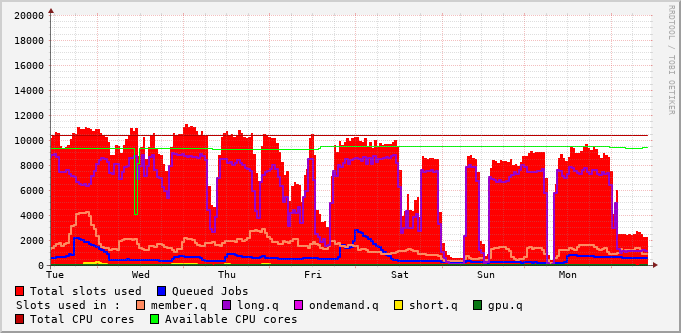 20000
18000
16000
14000
12000
10000
8000
6000
4000
2000
0
Tue Wed Thu Fri Sat Sun Mon
RRDTOOL / TOBI OETIKER
Total slots used Queued Jobs
Slots used in : member.q long.q ondemand.q short.q gpu.q
Total CPU cores Available CPU cores